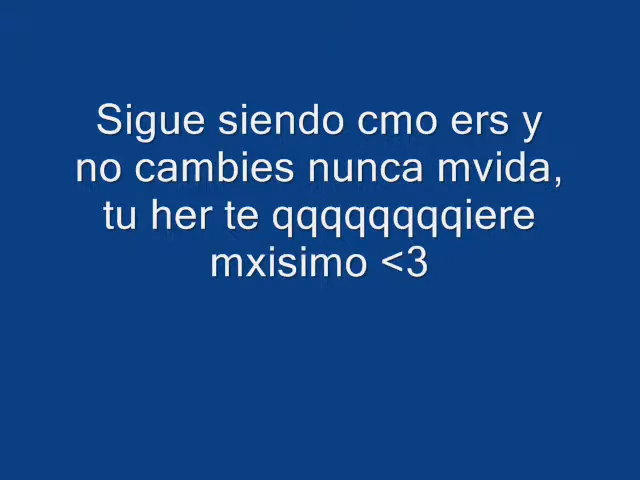 Sigue siendo cmo ers y
no cambies nunca mvida,
tu her te qqqqqqqqiere
mxisimo <3